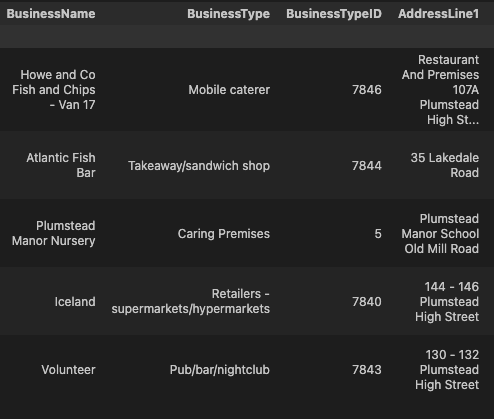 BusinessName BusinessType BusinessTypeID AddressLine1
Howe and Co
Fish and Chips
- Van 17
Mobile caterer
7846
Restaurant
And Premises
107A
Plumstead
High St...
Atlantic Fish
Bar
Takeaway/sandwich shop
7844
35 Lakedale
Road
Plumstead
Manor Nursery
Caring Premises
5
Plumstead
Manor School
Old Mill Road
Iceland
Retailers -
supermarkets/hypermarkets
7840
144 - 146
Plumstead
High Street
Volunteer
Pub/bar/nightclub
7843
130 - 132
Plumstead
High Street